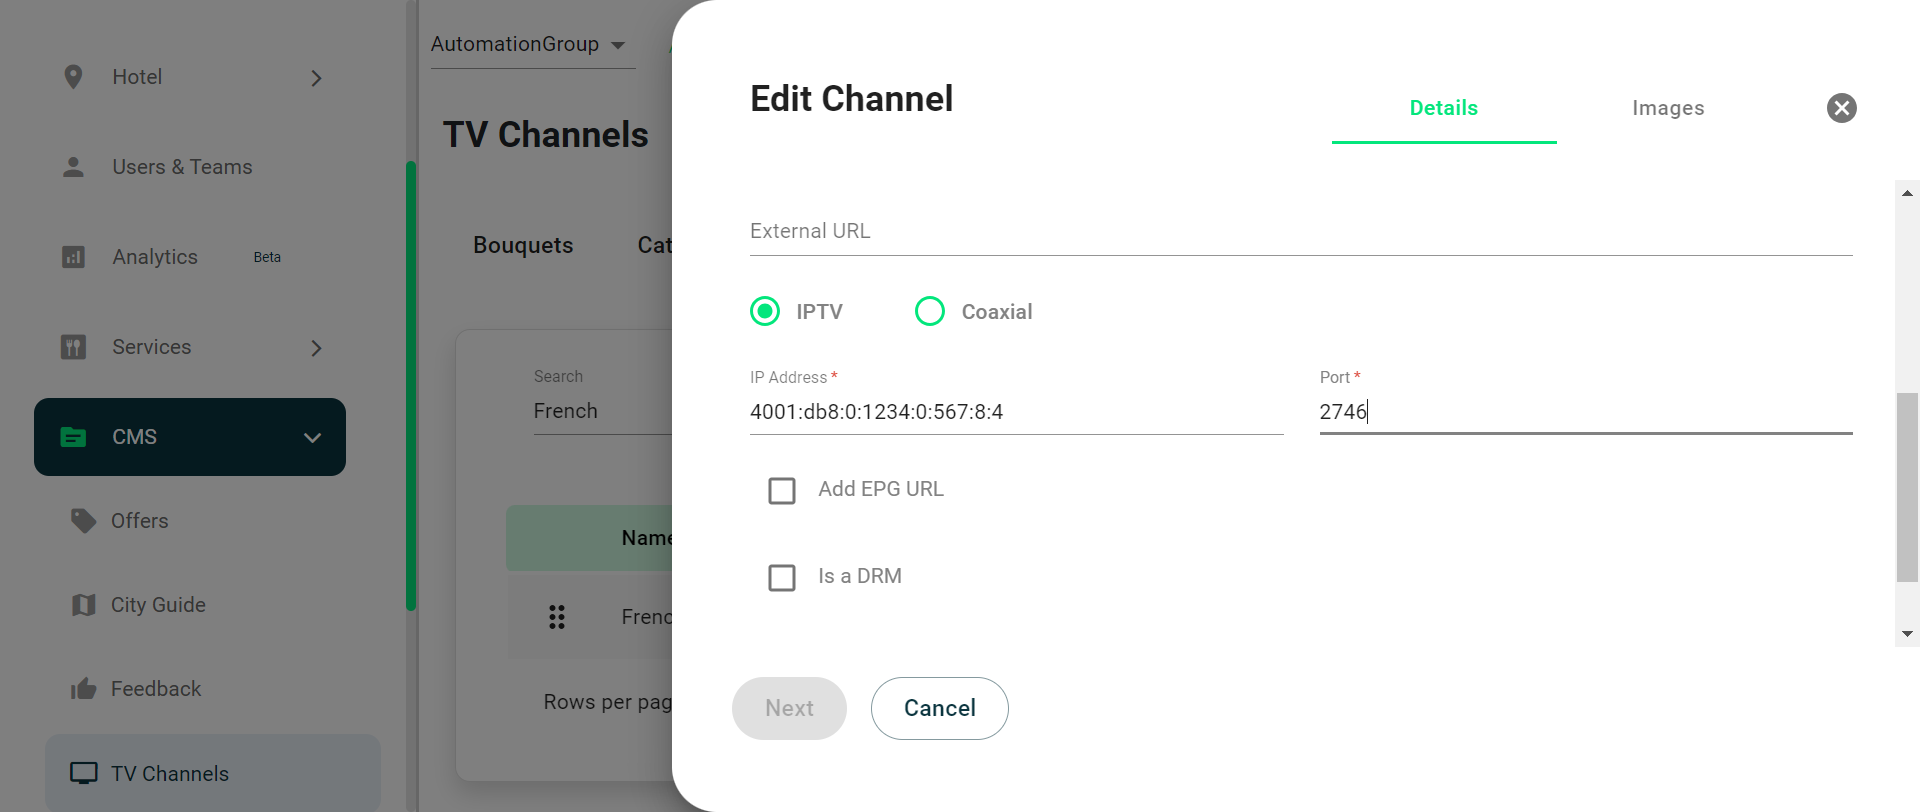 Hotel
Users & Teams
Analytics
Beta
Services
CMS
Offers
City Guide
Feedback
TV Channels
AutomationGroup
TV Channels
Bouquets
Cat
Search
French
Name
Frenc
Rows per pag
Edit Channel
Details
Images
External URL
IPTV
Coaxial
IP Address *
4001:db8:0:1234:0:567:8:4
Port *
2746
Add EPG URL
Is a DRM
Next
Cancel